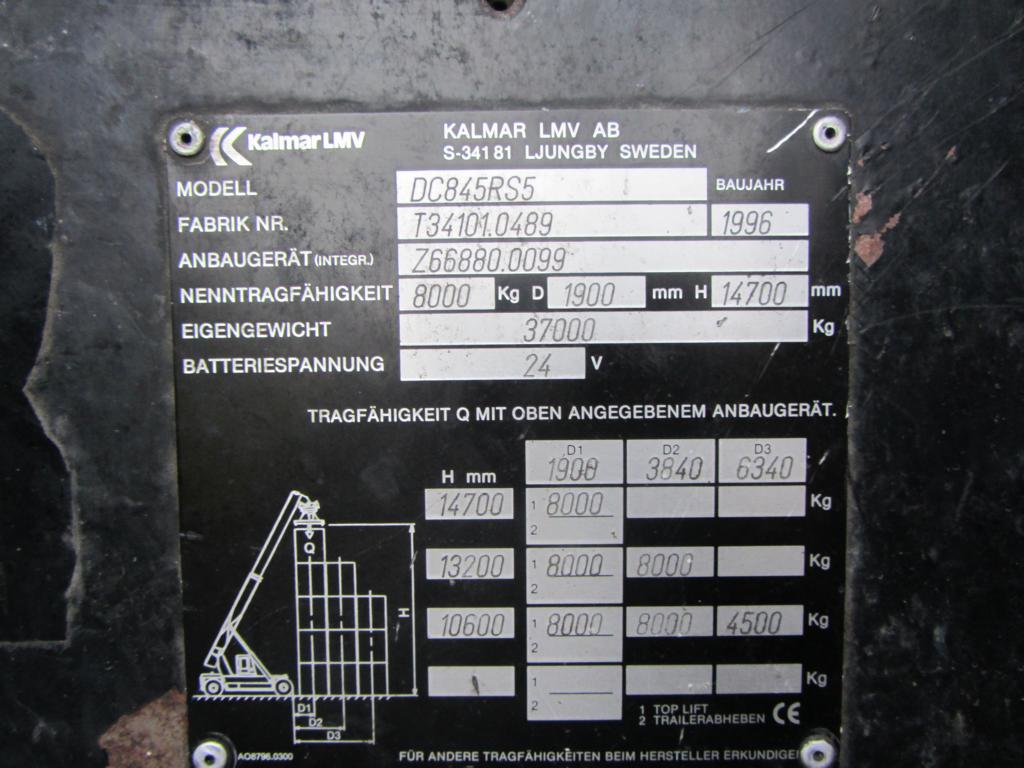 Kalmar LMV
KALMAR LMV AB
S-341 81 LJUNGBY SWEDEN
MODELL DC845RS5 BAUJAHR
FABRIK NR. T34101.0489 1996
ANBAUGERÄT (INTEGR.) Z66880.0099
NENNTRAGFÄHIGKEIT 8000 Kg D 1900 mm H 14700 mm
EIGENGEWICHT 37000 Kg
BATTERIESPANNUNG 24 V
TRAGFÄHIGKEIT Q MIT OBEN ANGEGEBENEM ANBAUGERÄT.
D1 D2 D3
H mm 1900 3840 6340
14700 1 8000 Kg
2
13200 1 8000 8000 Kg
2
10600 1 8000 8000 4500 Kg
2
1 Kg
2
Q
H
D1
D2
D3
1 TOP LIFT
2 TRAILERABHEBEN CE
AO8796.0300
FÜR ANDERE TRAGFÄHIGKEITEN BEIM HERSTELLER ERKUNDIGEN